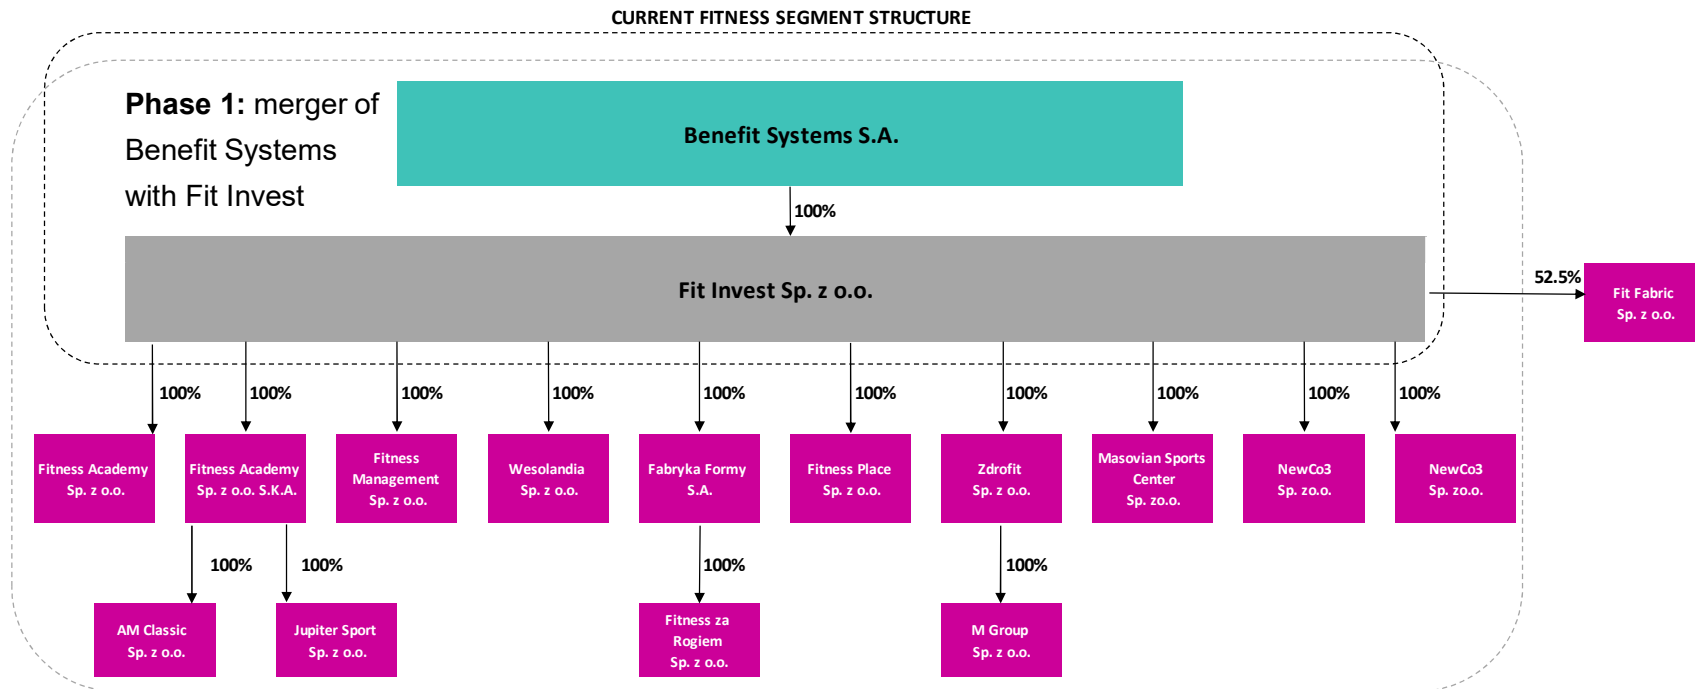 CURRENT FITNESS SEGMENT STRUCTURE
Phase 1: merger of
Benefit Systems
with Fit Invest
Benefit Systems S.A.
100%
Fit Invest Sp. z o.o.
52.5%
Fit Fabric
Sp. z o.o.
100%
100%
100%
100%
100%
100%
100%
100%
100%
100%
Fitness Academy
Sp. z o.o.
Fitness Academy
Sp. z o.o. S.K.A.
Fitness
Management
Sp. z o.o.
Wesolandia
Sp. z o.o.
Fabryka Formy
S.A.
Fitness Place
Sp. z o.o.
Zdrofit
Sp. z o.o.
Masovian Sports
Center
Sp. zo.o.
NewCo3
Sp. zo.o.
NewCo3
Sp. zo.o.
100%
100%
100%
100%
AM Classic
Sp. z o.o.
Jupiter Sport
Sp. z o.o.
Fitness za
Rogiem
Sp. z o.o.
M Group
Sp. z o.o.